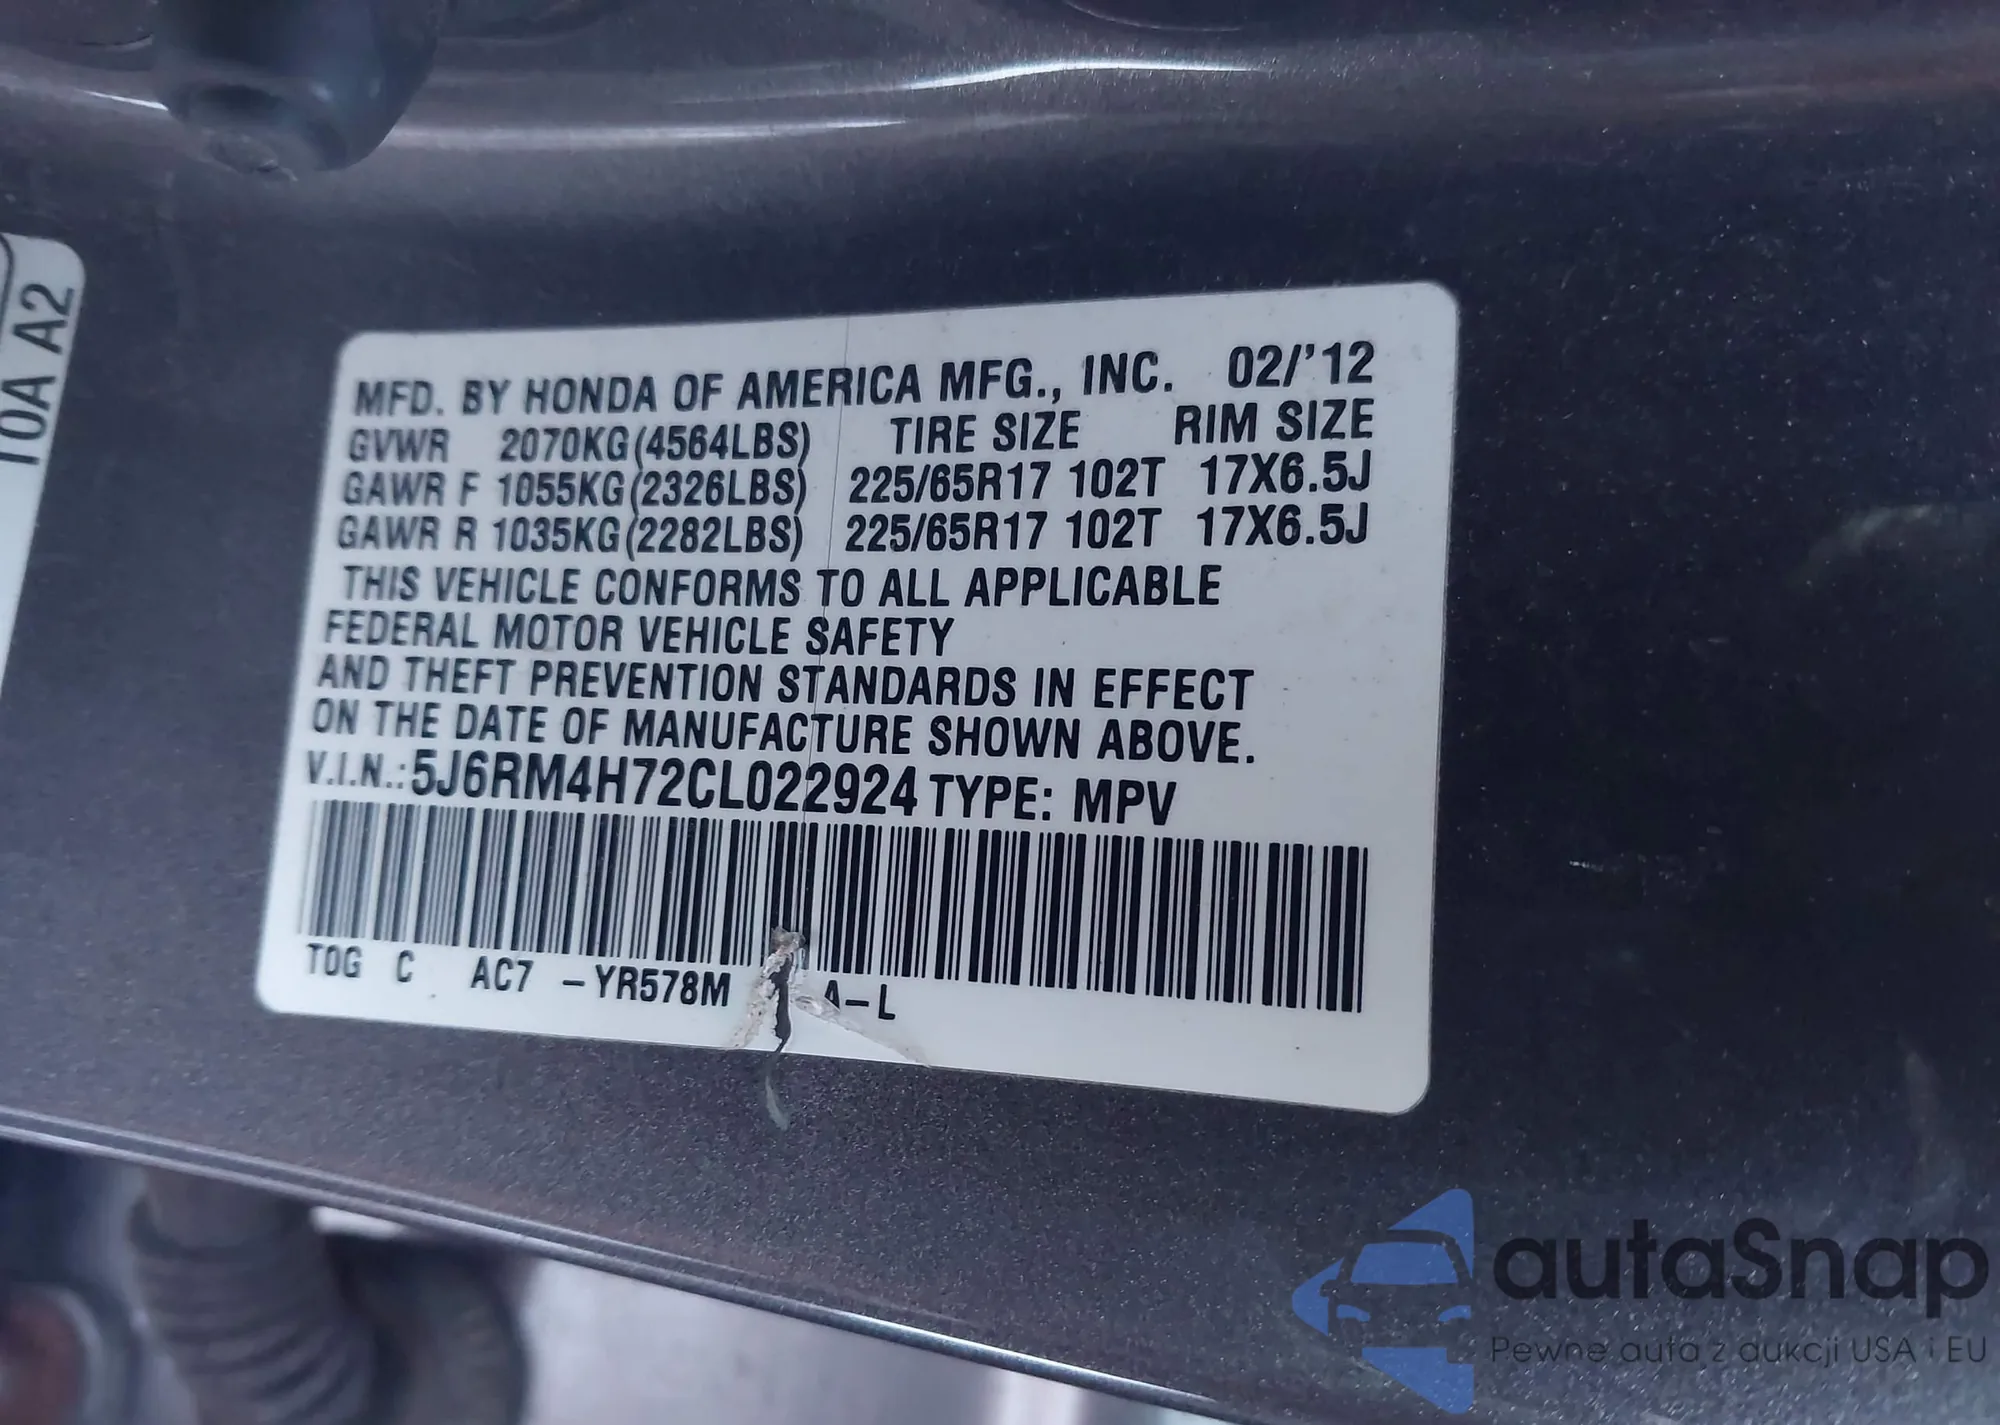 T0A A2
MFD. BY HONDA OF AMERICA MFG., INC. 02/'12
GVWR 2070KG(4564LBS) TIRE SIZE RIM SIZE
GAWR F 1055KG(2326LBS) 225/65R17 102T 17X6.5J
GAWR R 1035KG(2282LBS) 225/65R17 102T 17X6.5J
THIS VEHICLE CONFORMS TO ALL APPLICABLE
FEDERAL MOTOR VEHICLE SAFETY
AND THEFT PREVENTION STANDARDS IN EFFECT
ON THE DATE OF MANUFACTURE SHOWN ABOVE.
V.I.N.: 5J6RM4H72CL022924 TYPE: MPV
T0G C AC7 -YR578M A-L
autaSnap
Pewne auta z aukcji USA i EU